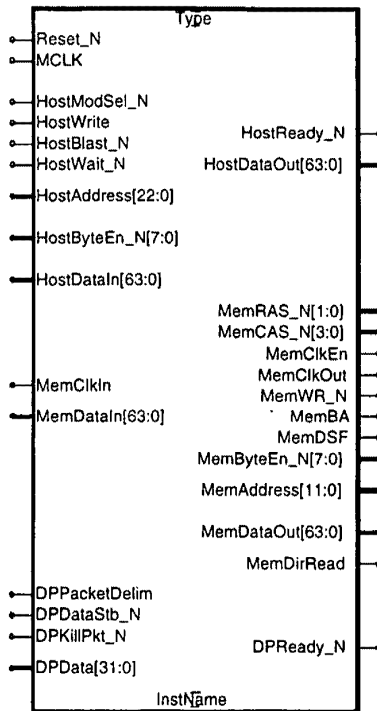 Type
Reset_N
MCLK
HostModSel_N
HostWrite
HostBlast_N
HostWait_N
HostAddress[22:0]
HostByteEn_N[7:0]
HostDataIn[63:0]
MemClkIn
MemDataIn[63:0]
DPPacketDelim
DPDataStb_N
DPKillPkt_N
DPData[31:0]
HostReady_N
HostDataOut[63:0]
MemRAS_N[1:0]
MemCAS_N[3:0]
MemClkEn
MemClkOut
MemWR_N
MemBA
MemDSF
MemByteEn_N[7:0]
MemAddress[11:0]
MemDataOut[63:0]
MemDirRead
DPReady_N
InstName